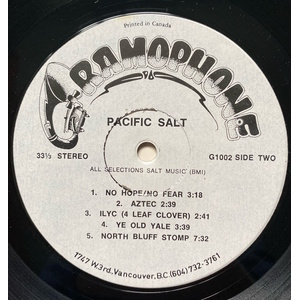 Printed in Canada
GRAMOPHONE
PACIFIC SALT
33⅓ STEREO
G1002 SIDE TWO
ALL SELECTIONS SALT MUSIC (BMI)
1. NO HOPE/NO FEAR 3:18
2. AZTEC 2:39
3. ILYC (4 LEAF CLOVER) 2:41
4. YE OLD YALE 3:39
5. NORTH BLUFF STOMP 7:32
1747 W3rd. Vancouver, B.C (604) 732-3761